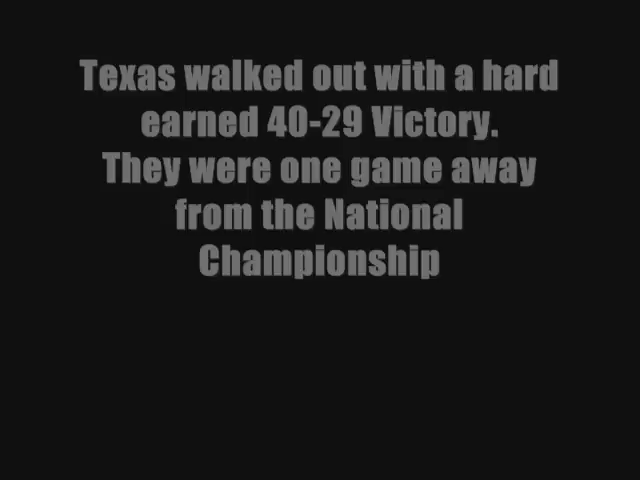 Texas walked out with a hard
earned 40-29 Victory.
They were one game away
from the National
Championship